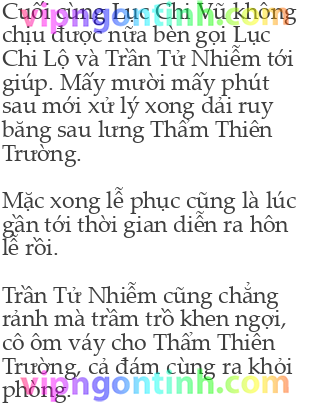 Cuối cùng Lục Chi Vũ không
chịu được nữa bèn gọi Lục
Chi Lộ và Trần Tử Nhiễm tới
giúp. Mấy mười mấy phút
sau mới xử lý xong dải ruy
băng sau lưng Thẩm Thiên
Trường.
Mặc xong lễ phục cũng là lúc
gần tới thời gian diễn ra hôn
lễ rồi.
Trần Tử Nhiễm cũng chẳng
rảnh mà trầm trồ khen ngợi,
cô ôm váy cho Thẩm Thiên
Trường, cả đám cùng ra khỏi
phòng.
vipngontinh.com
vipngontinh.com